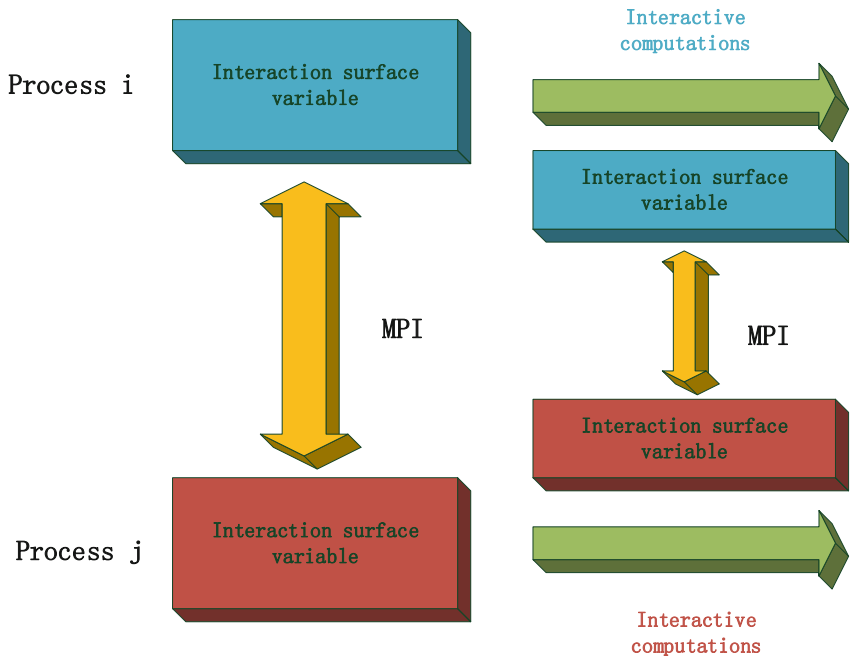 Interactive
computations
Process i
Interaction surface
variable
Interaction surface
variable
MPI
MPI
Interaction surface
variable
Process j
Interaction surface
variable
Interactive
computations